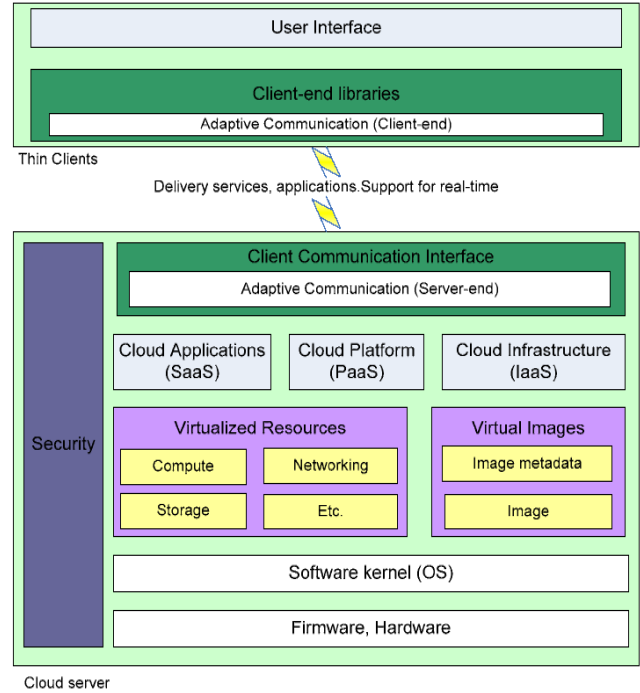 User Interface
Client-end libraries
Adaptive Communication (Client-end)
Thin Clients
Delivery services, applications.Support for real-time
Client Communication Interface
Adaptive Communication (Server-end)
Cloud Applications
(SaaS)
Cloud Platform
(PaaS)
Cloud Infrastructure
(IaaS)
Security
Virtualized Resources
Compute
Networking
Storage
Etc.
Virtual Images
Image metadata
Image
Software kernel (OS)
Firmware, Hardware
Cloud server